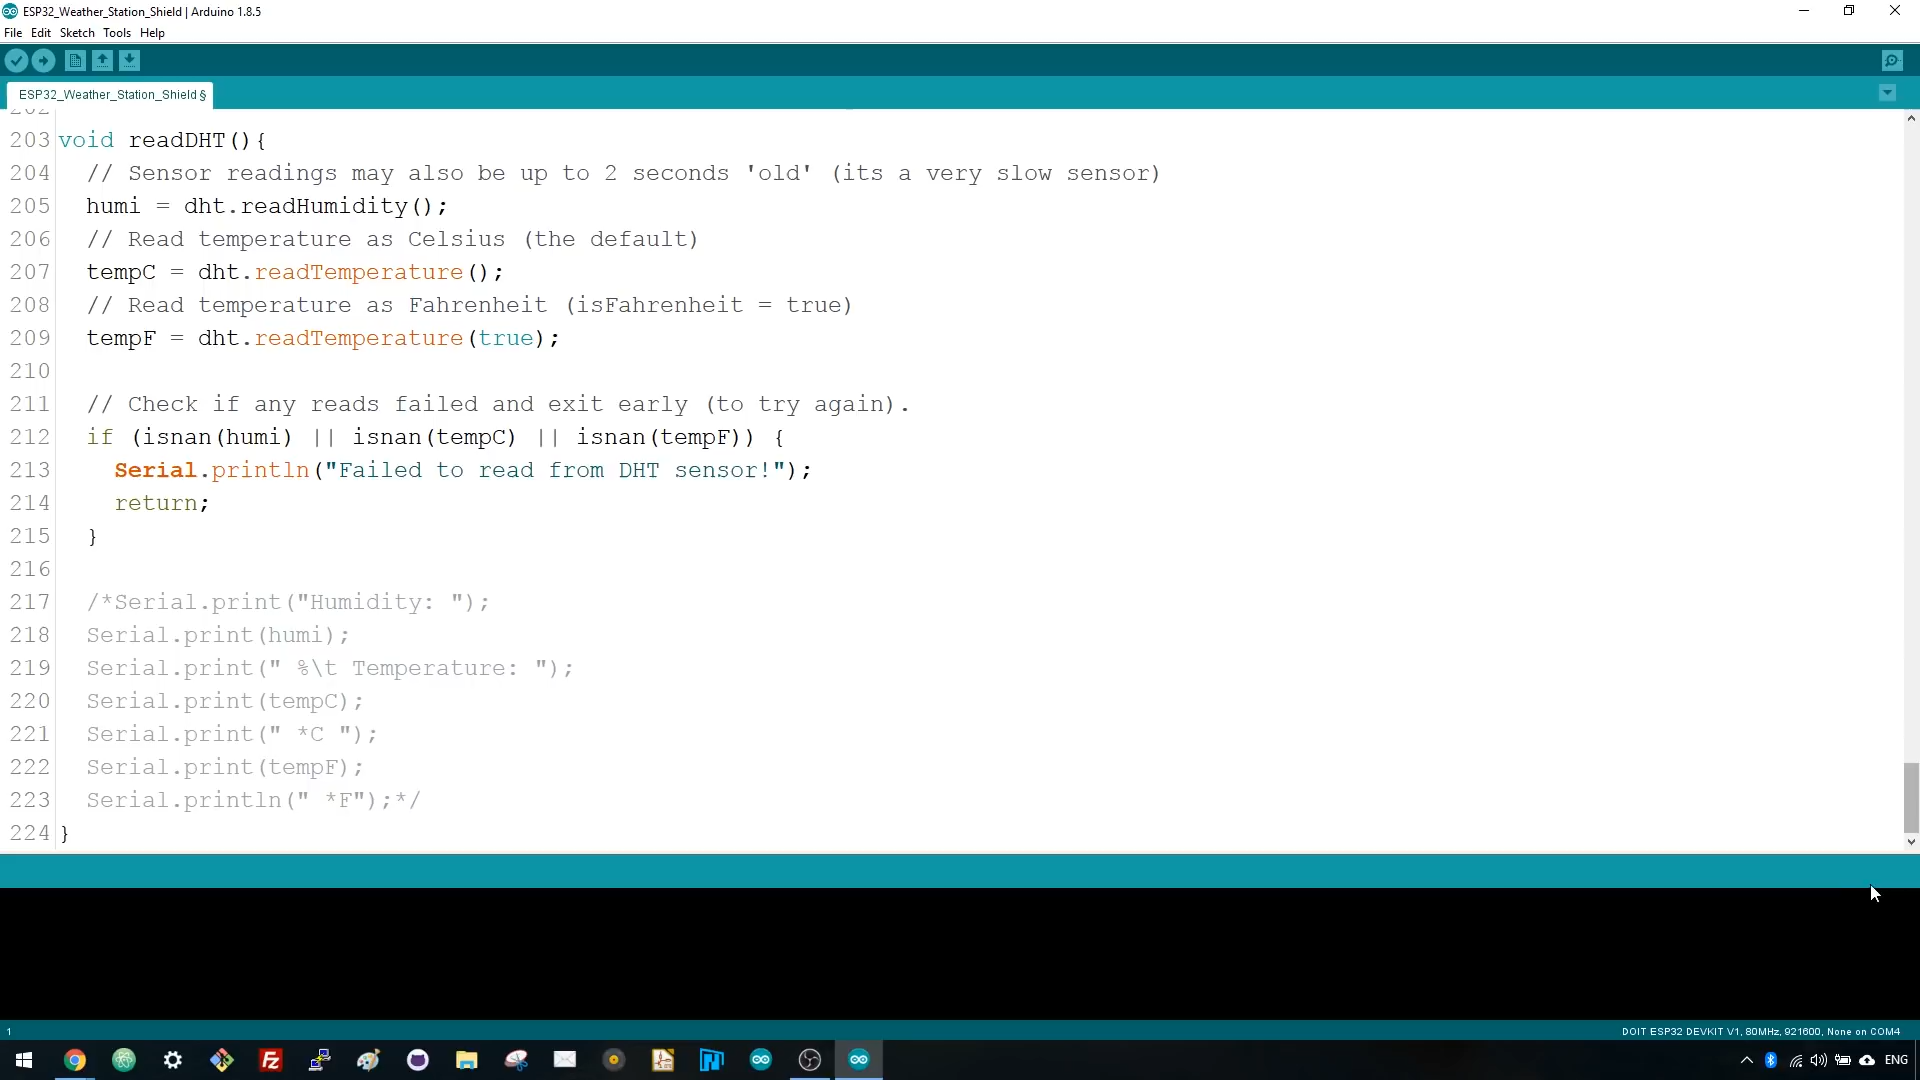 ESP32_Weather_Station_Shield | Arduino 1.8.5
File Edit Sketch Tools Help
ESP32_Weather_Station_Shield §
202
203 void readDHT(){
204 // Sensor readings may also be up to 2 seconds 'old' (its a very slow sensor)
205 humi = dht.readHumidity();
206 // Read temperature as Celsius (the default)
207 tempC = dht.readTemperature();
208 // Read temperature as Fahrenheit (isFahrenheit = true)
209 tempF = dht.readTemperature(true);
210
211 // Check if any reads failed and exit early (to try again).
212 if (isnan(humi) || isnan(tempC) || isnan(tempF)) {
213 Serial.println("Failed to read from DHT sensor!");
214 return;
215 }
216
217 /*Serial.print("Humidity: ");
218 Serial.print(humi);
219 Serial.print(" %\t Temperature: ");
220 Serial.print(tempC);
221 Serial.print(" *C ");
222 Serial.print(tempF);
223 Serial.println(" *F");*/
224 }
1 DOIT ESP32 DEVKIT V1, 80MHz, 921600, None on COM4
Fz
ENG